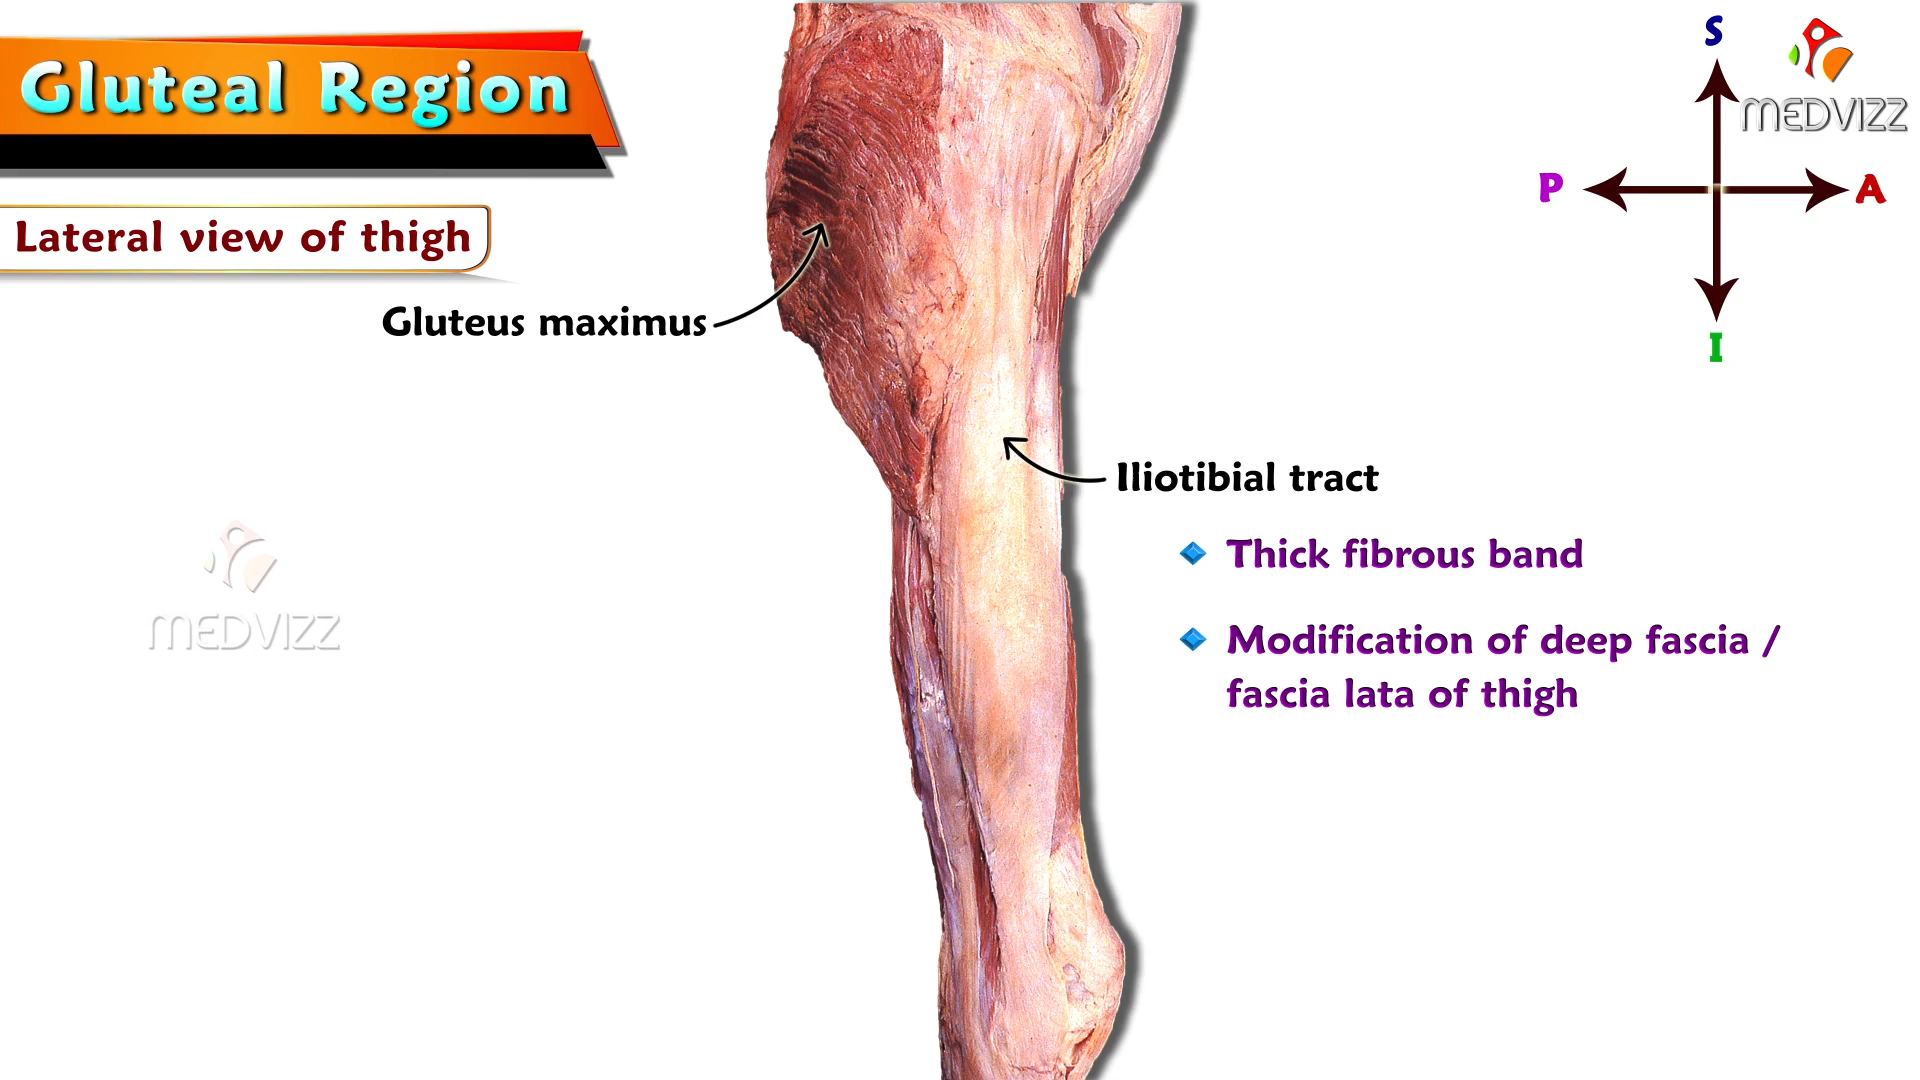 Gluteal Region
S
MEDVIZZ
P
A
Lateral view of thigh
Gluteus maximus
I
Iliotibial tract
Thick fibrous band
MEDVIZZ
Modification of deep fascia /
fascia lata of thigh